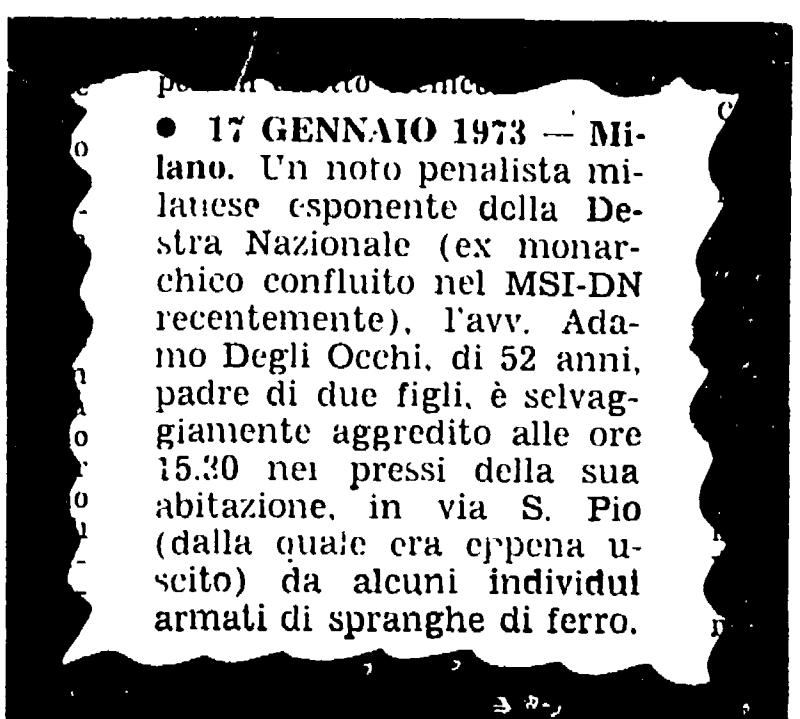 ● 17 GENNAIO 1973 — Mi-
lano. Un noto penalista mi-
lanese esponente della De-
stra Nazionale (ex monar-
chico confluito nel MSI-DN
recentemente), l'avv. Ada-
mo Degli Occhi, di 52 anni,
padre di due figli, è selvag-
giamente aggredito alle ore
15.30 nei pressi della sua
abitazione, in via S. Pio
(dalla quale era appena u-
scito) da alcuni individui
armati di spranghe di ferro.